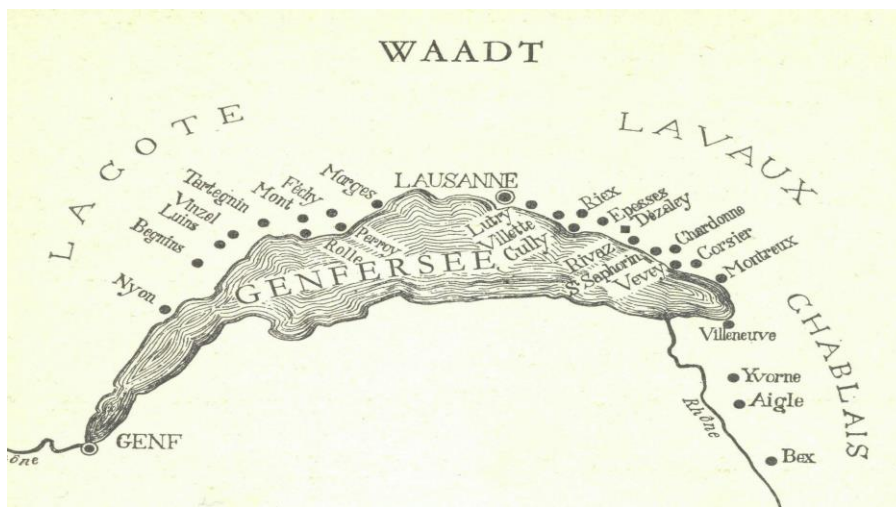 WAADT
LA COTE
LAVAUX
CHABLAIS
Nyon
Begnins
Luins
Vinzel
Tartegnin
Mont
Féchy
Morges
Rolle
Perroy
LAUSANNE
Lutry
Villette
Cully
Riex
Epesses
Dézaley
Rivaz
St. Saphorin
Vevey
Chardonne
Corsier
Montreux
GENFERSEE
Villeneuve
Yvorne
Aigle
Bex
Rhône
GENF
ône